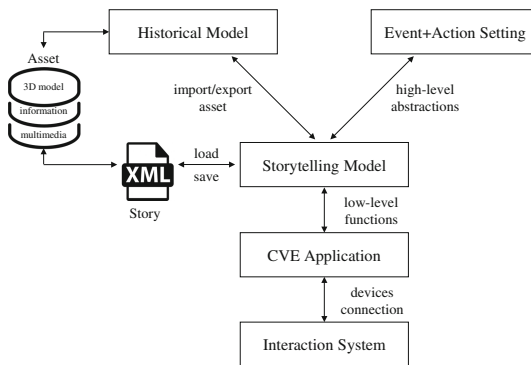 Historical Model
Event+Action Setting
Asset
3D model
information
multimedia
import/export
asset
high-level
abstractions
XML
Story
load
save
Storytelling Model
low-level
functions
CVE Application
devices
connection
Interaction System